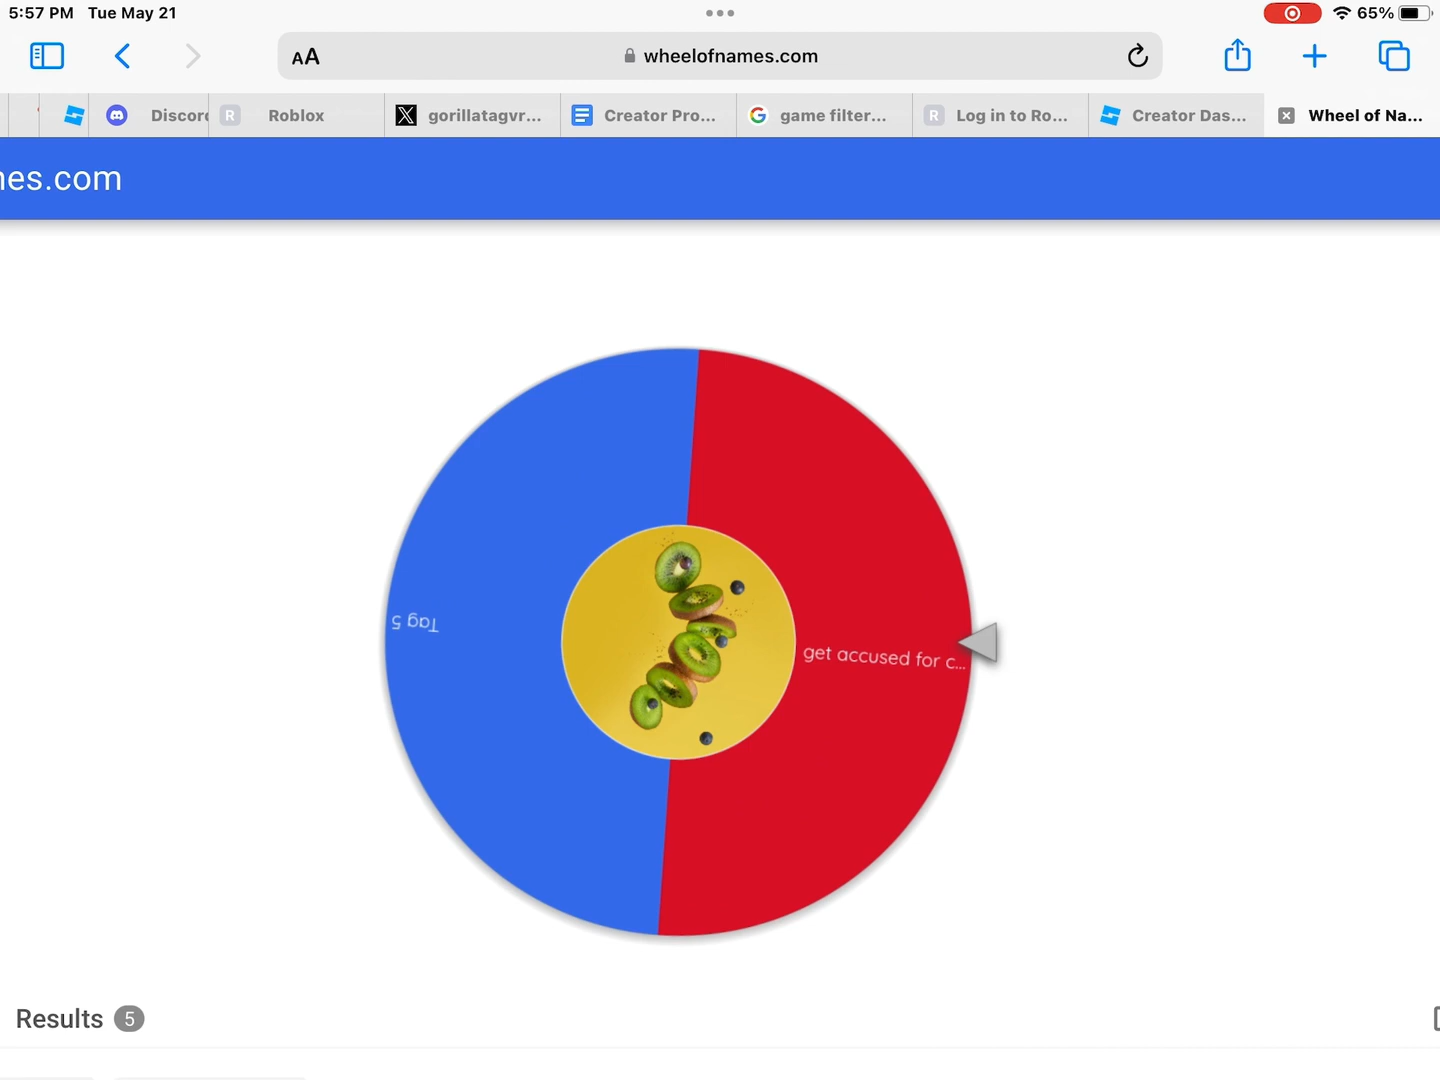 5:57 PM Tue May 21
65%
AA
wheelofnames.com
Discor
Roblox
gorillatagvr...
Creator Pro...
game filter...
Log in to Ro...
Creator Das...
Wheel of Na...
nes.com
Tag 5
get accused for c...
Results 5